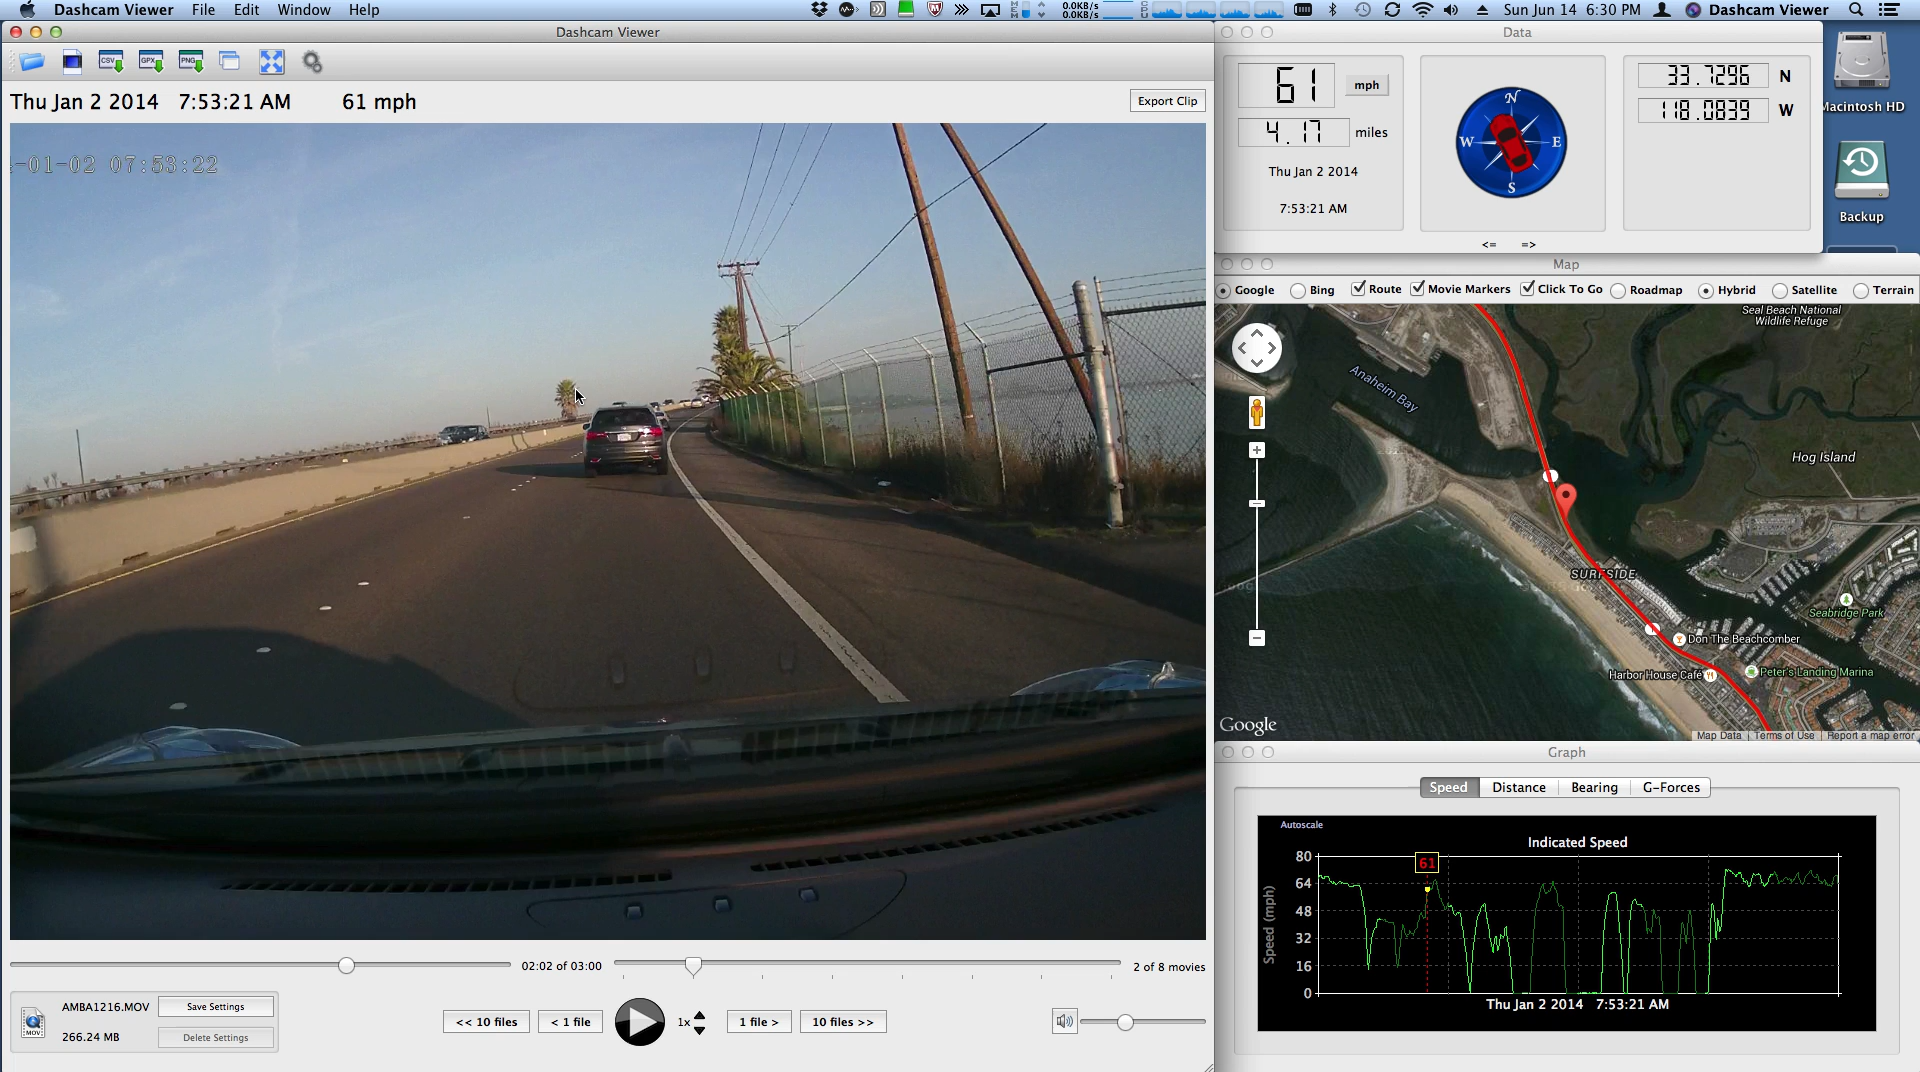 Dashcam Viewer File Edit Window Help
0.0KB/s
0.0KB/s
Sun Jun 14 6:30 PM Dashcam Viewer
Dashcam Viewer
CSV GPX PNG
Thu Jan 2 2014 7:53:21 AM 61 mph
Export Clip
-01-02 07:53:22
02:02 of 03:00
2 of 8 movies
AMBA1216.MOV
266.24 MB
Save Settings
Delete Settings
MOV
<< 10 files
< 1 file
1x
1 file >
10 files >>
Data
61 mph
4.17 miles
Thu Jan 2 2014
7:53:21 AM
N
W E
S
<= =>
33.7296 N
118.0839 W
Macintosh HD
Backup
Map
Google Bing Route Movie Markers Click To Go Roadmap Hybrid Satellite Terrain
Seal Beach National
Wildlife Refuge
Anaheim Bay
Hog Island
SURFSIDE
Seabridge Park
Don The Beachcomber
Harbor House Café
Peter's Landing Marina
Google
Map Data Terms of Use Report a map error
Graph
Speed Distance Bearing G-Forces
Autoscale
Indicated Speed
61
80
64
48
32
16
0
Speed (mph)
Thu Jan 2 2014 7:53:21 AM